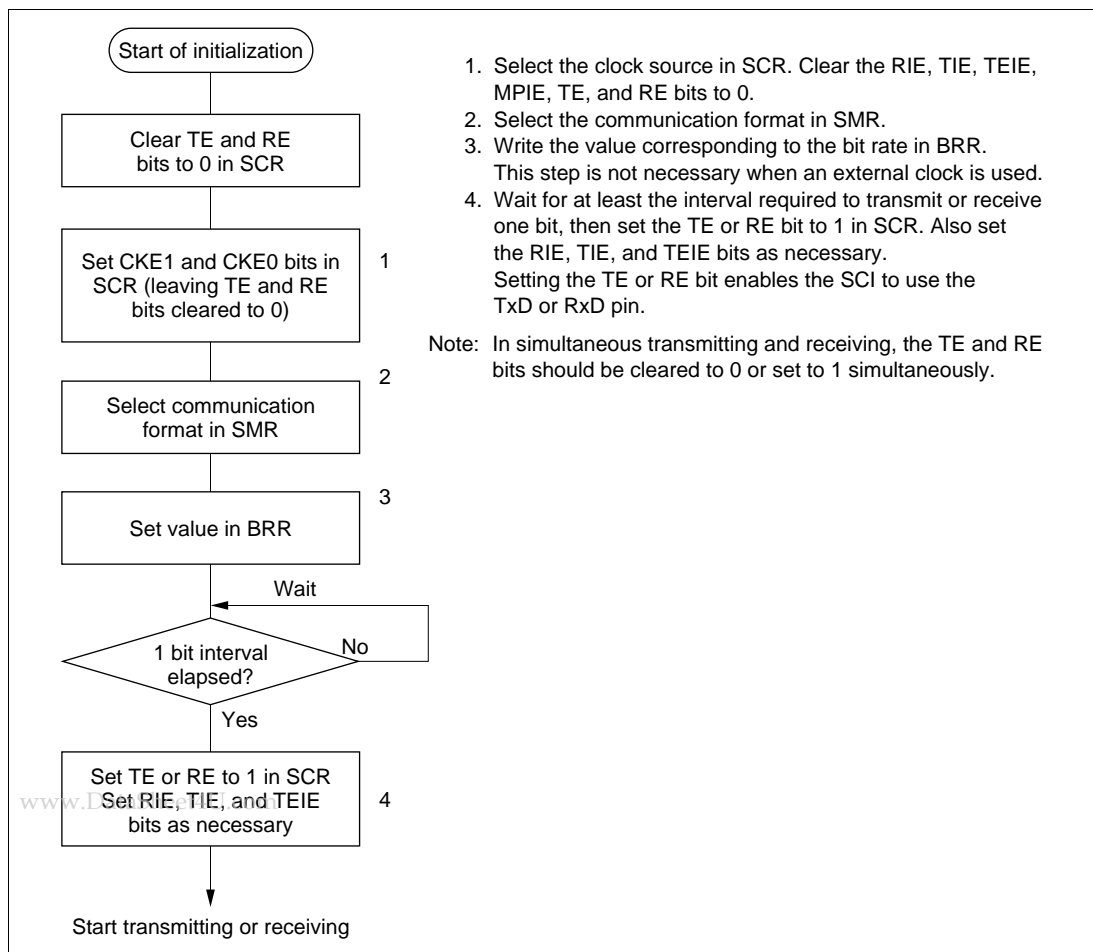 Start of initialization
Clear TE and RE
bits to 0 in SCR
Set CKE1 and CKE0 bits in
SCR (leaving TE and RE
bits cleared to 0)
1
2
Select communication
format in SMR
3
Set value in BRR
Wait
1 bit interval
elapsed?
No
Yes
Set TE or RE to 1 in SCR
Set RIE, TIE, and TEIE
bits as necessary
4
www.DataSheet4U.com
Start transmitting or receiving
1. Select the clock source in SCR. Clear the RIE, TIE, TEIE,
MPIE, TE, and RE bits to 0.
2. Select the communication format in SMR.
3. Write the value corresponding to the bit rate in BRR.
This step is not necessary when an external clock is used.
4. Wait for at least the interval required to transmit or receive
one bit, then set the TE or RE bit to 1 in SCR. Also set
the RIE, TIE, and TEIE bits as necessary.
Setting the TE or RE bit enables the SCI to use the
TxD or RxD pin.
Note: In simultaneous transmitting and receiving, the TE and RE
bits should be cleared to 0 or set to 1 simultaneously.